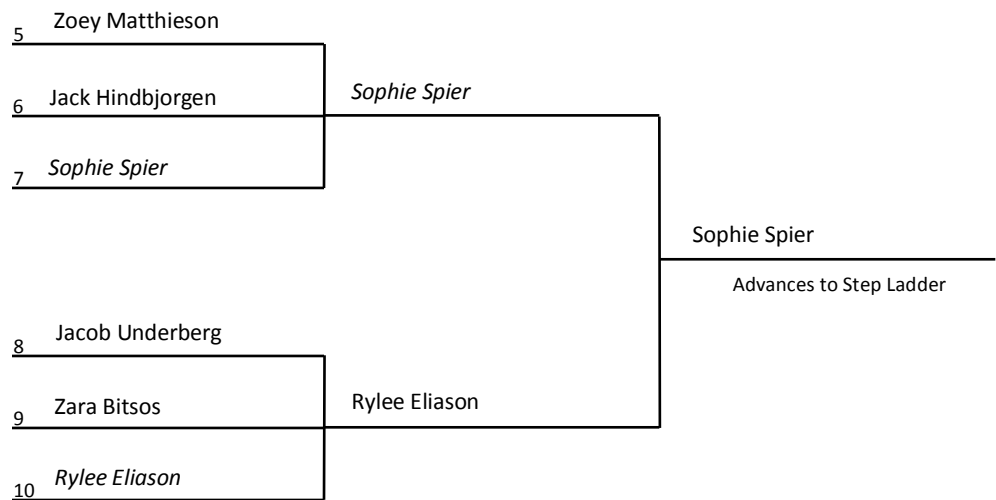 5 Zoey Matthieson
6 Jack Hindbjorgen
Sophie Spier
7 Sophie Spier
Sophie Spier
Advances to Step Ladder
8 Jacob Underberg
9 Zara Bitsos
Rylee Eliason
10 Rylee Eliason